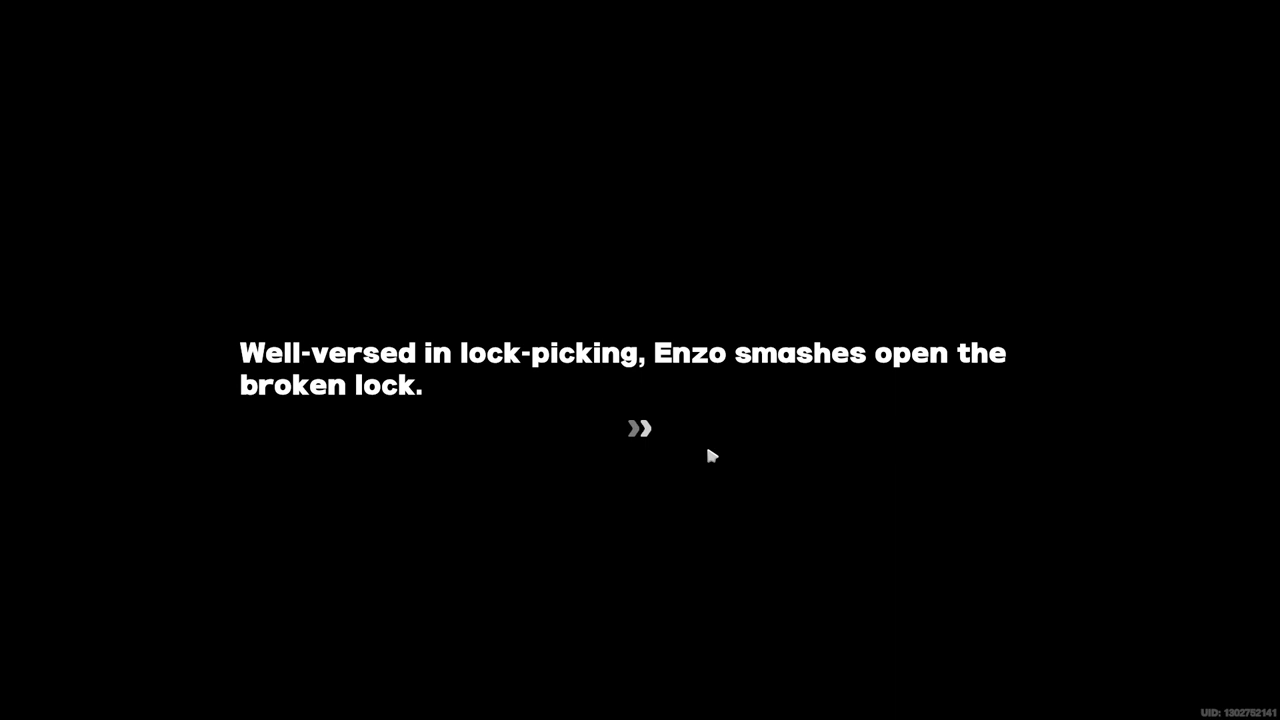 Well-versed in lock-picking, Enzo smashes open the
broken lock.
UID: 1302752141